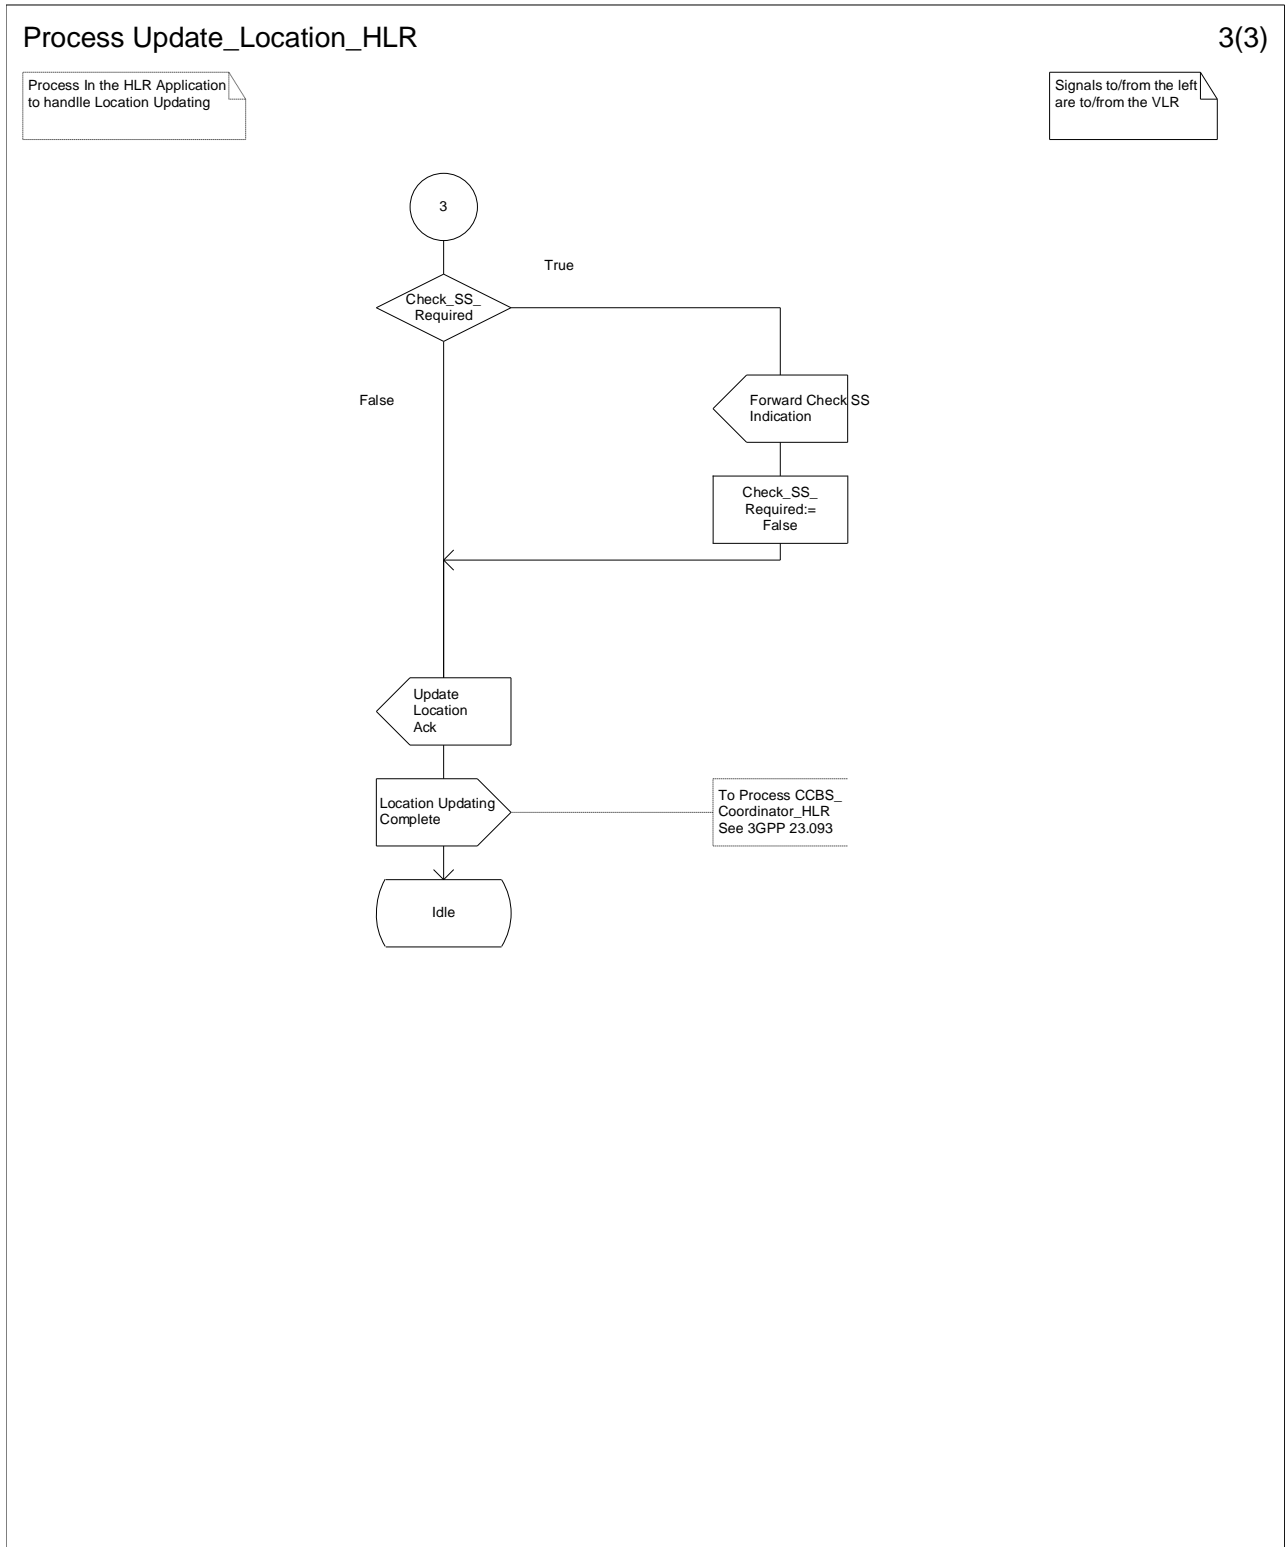 Process Update_Location_HLR
3(3)
Process In the HLR Application
to handlle Location Updating
Signals to/from the left
are to/from the VLR
3
True
Check_SS_
Required
False
Forward Check SS
Indication
Check_SS_
Required:=
False
Update
Location
Ack
Location Updating
Complete
To Process CCBS_
Coordinator_HLR
See 3GPP 23.093
Idle